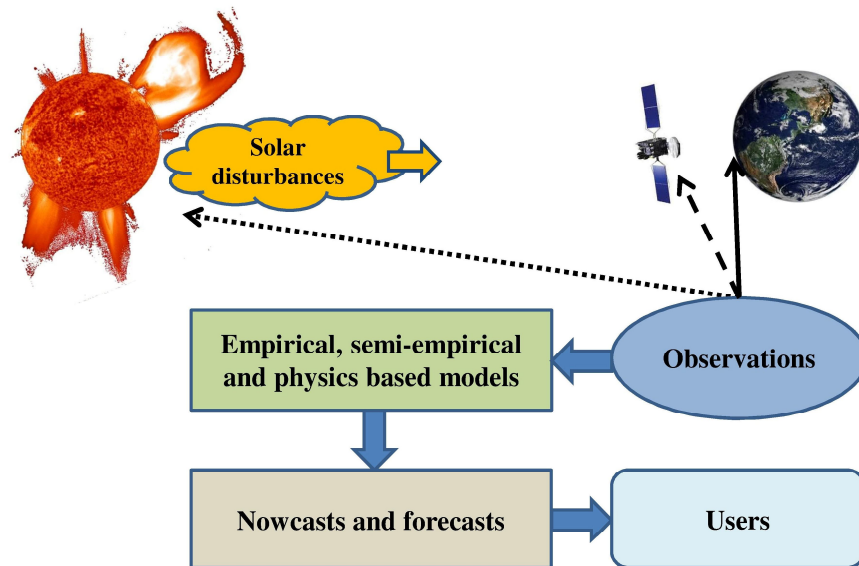 Solar
disturbances
Empirical, semi-empirical
and physics based models
Observations
Nowcasts and forecasts
Users